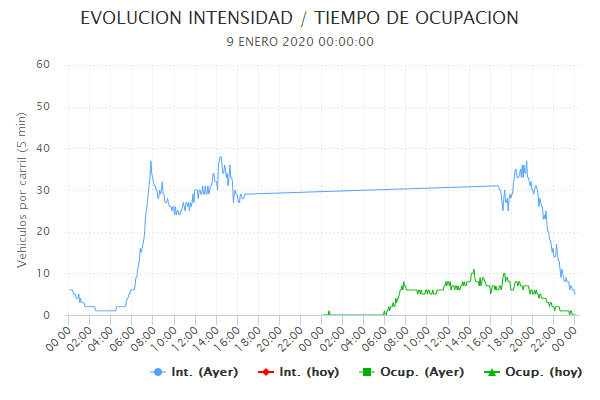 EVOLUCION INTENSIDAD / TIEMPO DE OCUPACION
9 ENERO 2020 00:00:00
Vehiculos por carril (5 min)
60
50
40
30
20
10
0
00:00 02:00 04:00 06:00 08:00 10:00 12:00 14:00 16:00 18:00 20:00 22:00 00:00 02:00 04:00 06:00 08:00 10:00 12:00 14:00 16:00 18:00 20:00 22:00 00:00
Int. (Ayer) Int. (hoy) Ocup. (Ayer) Ocup. (hoy)